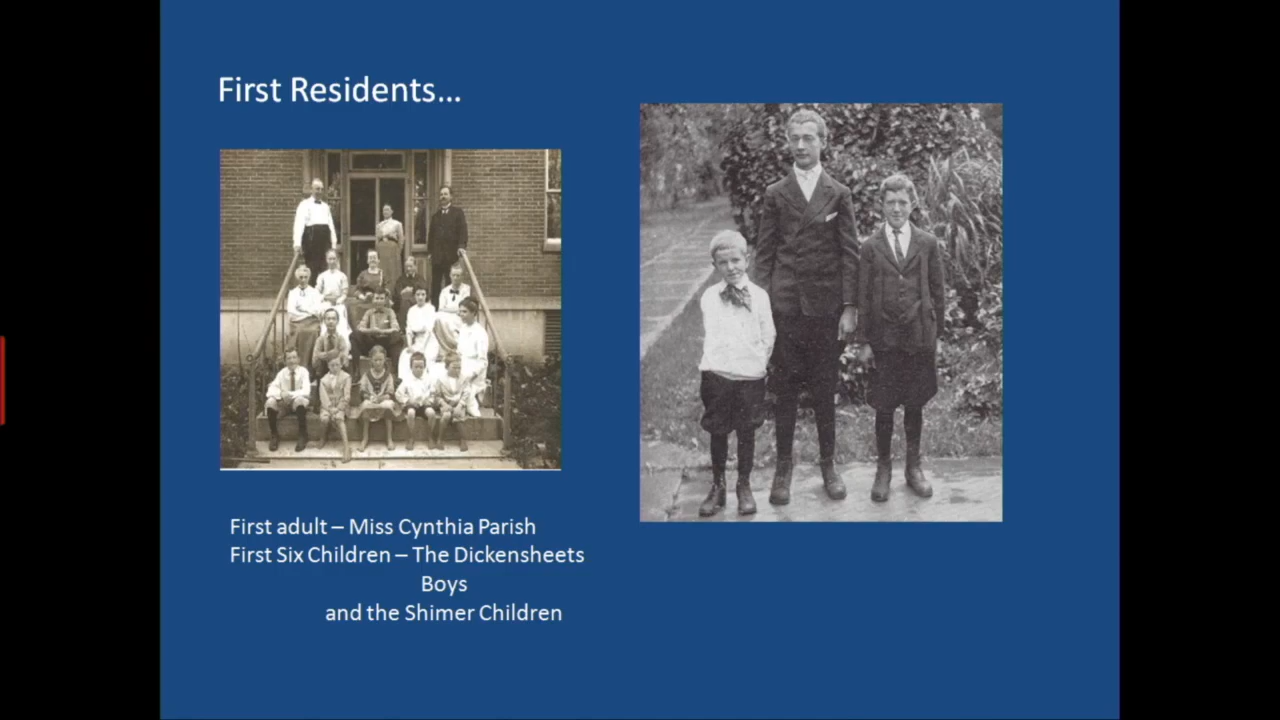 First Residents...
First adult – Miss Cynthia Parish
First Six Children – The Dickensheets
Boys
and the Shimer Children